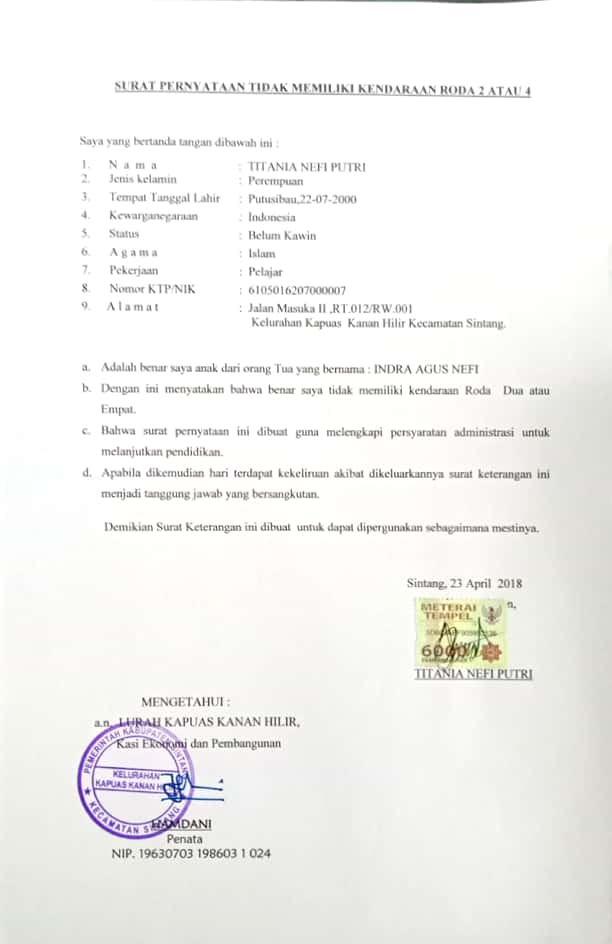 SURAT PERNYATAAN TIDAK MEMILIKI KENDARAAN RODA 2 ATAU 4
Saya yang bertanda tangan dibawah ini :
1. N a m a : TITANIA NEFI PUTRI
2. Jenis kelamin : Perempuan
3. Tempat Tanggal Lahir : Putusibau,22-07-2000
4. Kewarganegaraan : Indonesia
5. Status : Belum Kawin
6. A g a m a : Islam
7. Pekerjaan : Pelajar
8. Nomor KTP/NIK : 6105016207000007
9. A l a m a t : Jalan Masuka II ,RT.012/RW.001
Kelurahan Kapuas Kanan Hilir Kecamatan Sintang.
a. Adalah benar saya anak dari orang Tua yang bernama : INDRA AGUS NEFI
b. Dengan ini menyatakan bahwa benar saya tidak memiliki kendaraan Roda Dua atau
Empat.
c. Bahwa surat pernyataan ini dibuat guna melengkapi persyaratan administrasi untuk
melanjutkan pendidikan.
d. Apabila dikemudian hari terdapat kekeliruan akibat dikeluarkannya surat keterangan ini
menjadi tanggung jawab yang bersangkutan.
Demikian Surat Keterangan ini dibuat untuk dapat dipergunakan sebagaimana mestinya.
Sintang, 23 April 2018
n,
METERAI
TEMPEL
6000
TITANIA NEFI PUTRI
MENGETAHUI :
a.n. LURAH KAPUAS KANAN HILIR,
Kasi Ekonomi dan Pembangunan
PEMERINTAH KABUPATEN SINTANG
KELURAHAN
KAPUAS KANAN H
KECAMATAN SINTANG
HAMDANI
Penata
NIP. 19630703 198603 1 024